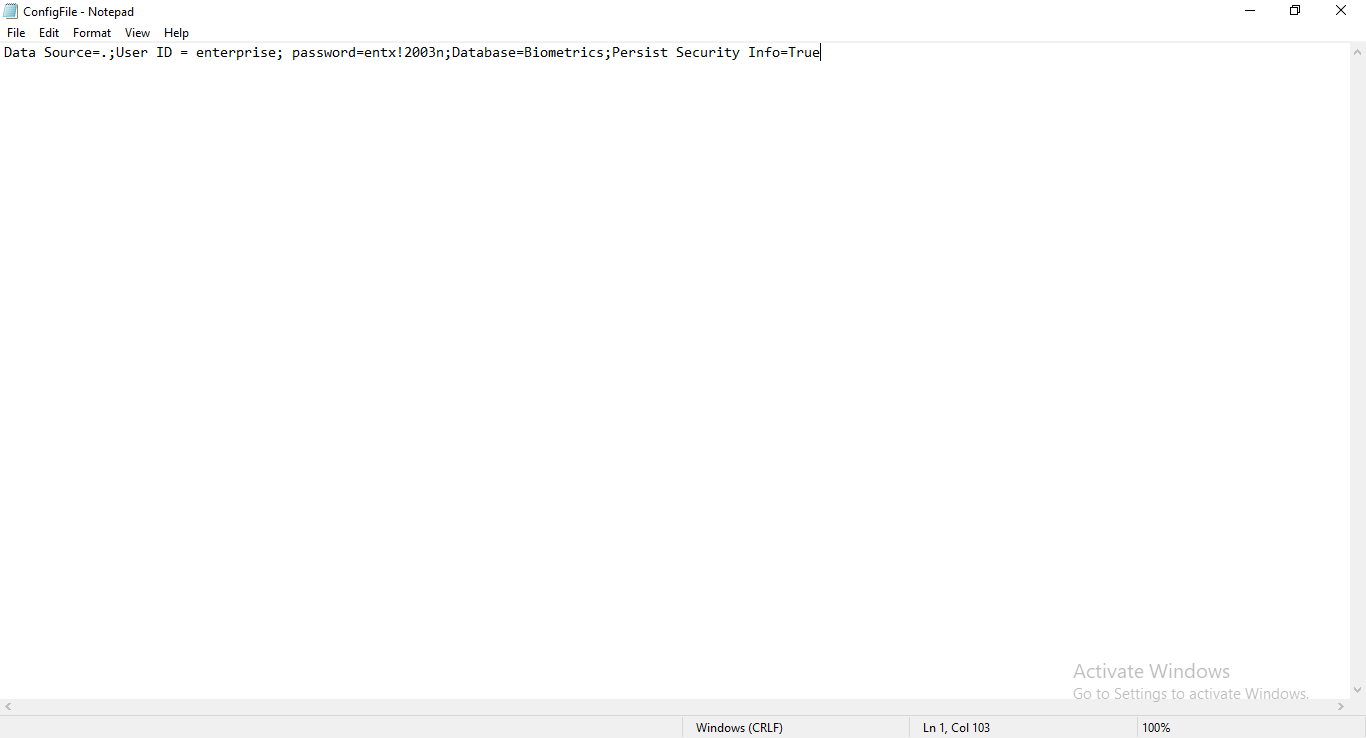 ConfigFile - Notepad
File Edit Format View Help
Data Source=.;User ID = enterprise; password=entx!2003n;Database=Biometrics;Persist Security Info=True
Activate Windows
Go to Settings to activate Windows.
Windows (CRLF) Ln 1, Col 103 100%